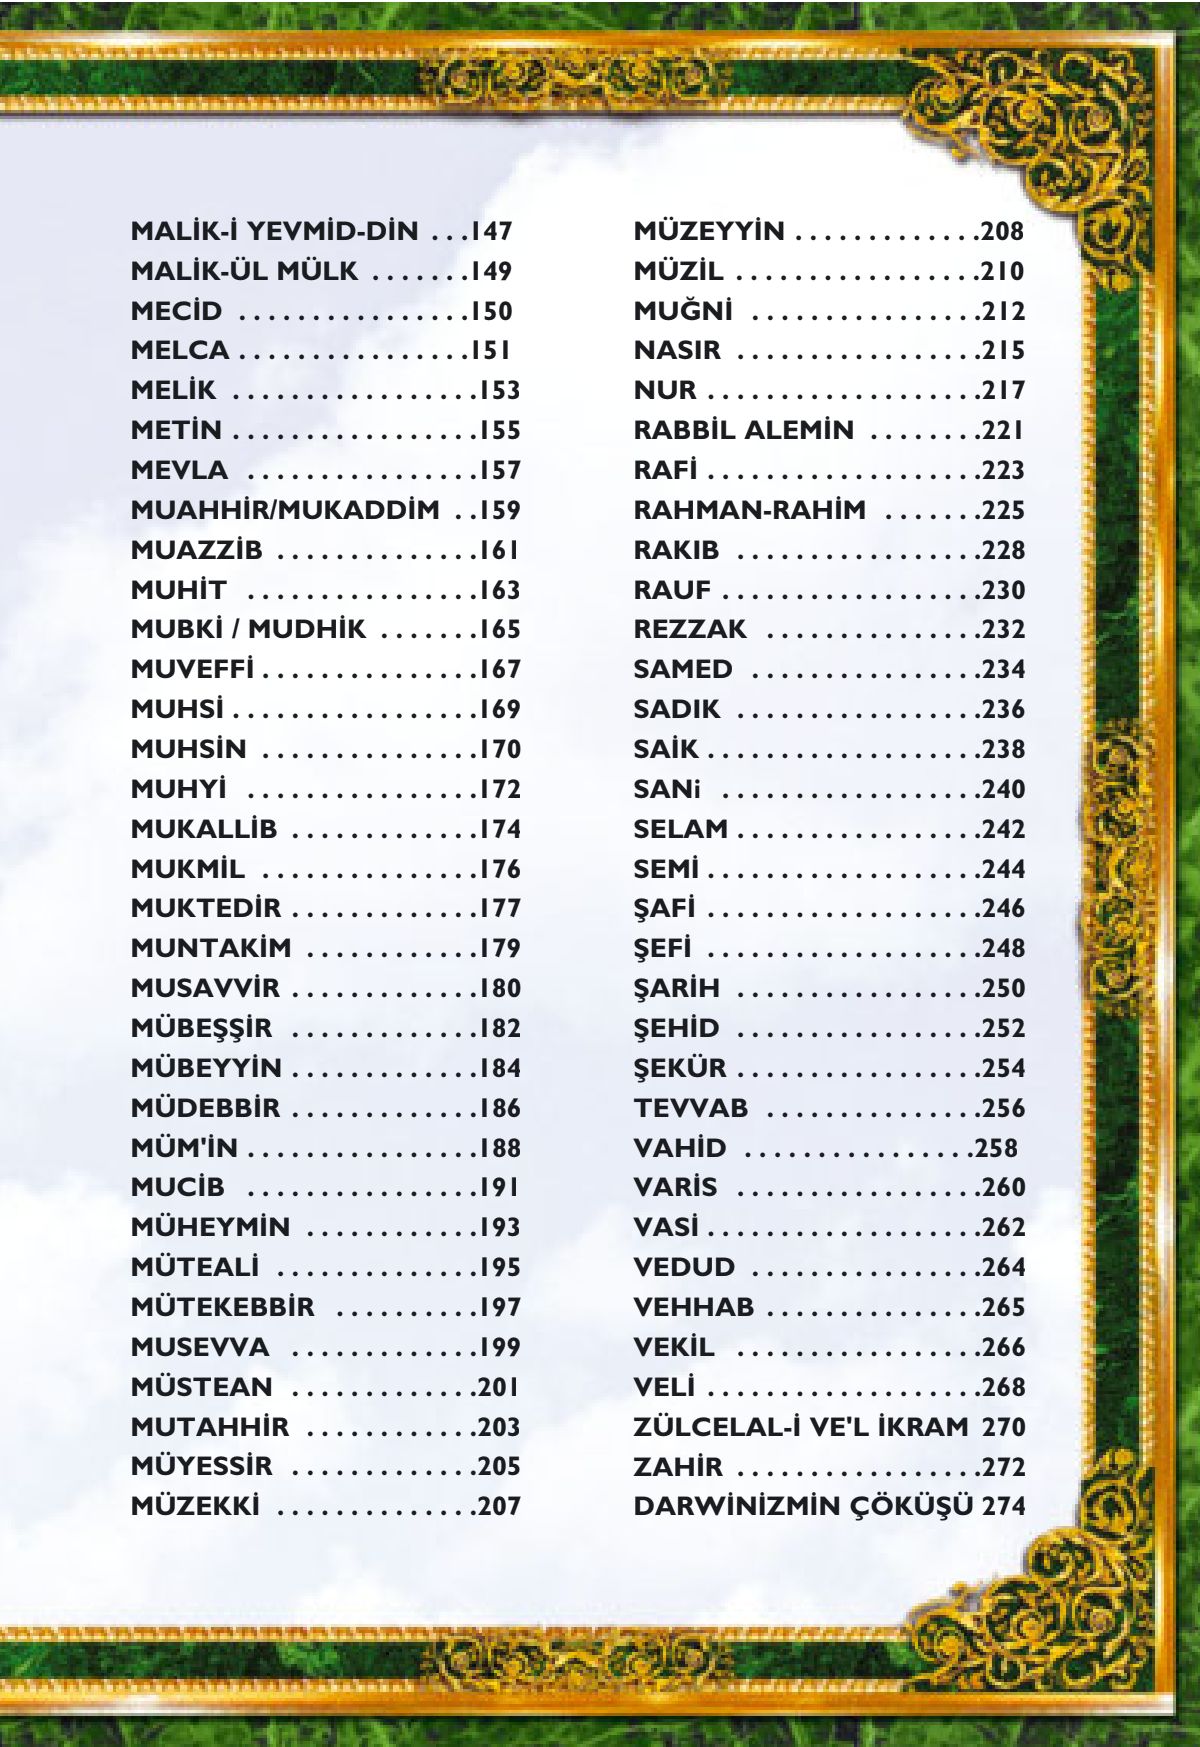 MALİK-İ YEVMİD-DİN . . .147
MALİK-ÜL MÜLK . . . . . . .149
MECİD . . . . . . . . . . . . . . . .150
MELCA . . . . . . . . . . . . . . . .151
MELİK . . . . . . . . . . . . . . . . .153
METİN . . . . . . . . . . . . . . . . .155
MEVLA . . . . . . . . . . . . . . . .157
MUAHHİR/MUKADDİM . .159
MUAZZİB . . . . . . . . . . . . . .161
MUHİT . . . . . . . . . . . . . . . .163
MUBKİ / MUDHİK . . . . . . .165
MUVEFFİ . . . . . . . . . . . . . . .167
MUHSİ . . . . . . . . . . . . . . . . .169
MUHSİN . . . . . . . . . . . . . . .170
MUHYİ . . . . . . . . . . . . . . . .172
MUKALLİB . . . . . . . . . . . . .174
MUKMİL . . . . . . . . . . . . . . .176
MUKTEDİR . . . . . . . . . . . . .177
MUNTAKİM . . . . . . . . . . . .179
MUSAVVİR . . . . . . . . . . . . .180
MÜBEŞŞİR . . . . . . . . . . . . .182
MÜBEYYİN . . . . . . . . . . . . .184
MÜDEBBİR . . . . . . . . . . . . .186
MÜM'İN . . . . . . . . . . . . . . . .188
MUCİB . . . . . . . . . . . . . . . .191
MÜHEYMİN . . . . . . . . . . . .193
MÜTEALİ . . . . . . . . . . . . . .195
MÜTEKEBBİR . . . . . . . . . .197
MUSEVVA . . . . . . . . . . . . .199
MÜSTEAN . . . . . . . . . . . . .201
MUTAHHİR . . . . . . . . . . . .203
MÜYESSİR . . . . . . . . . . . . .205
MÜZEKKİ . . . . . . . . . . . . . .207
MÜZEYYİN . . . . . . . . . . . . .208
MÜZİL . . . . . . . . . . . . . . . . .210
MUĞNİ . . . . . . . . . . . . . . . .212
NASIR . . . . . . . . . . . . . . . . .215
NUR . . . . . . . . . . . . . . . . . . .217
RABBİL ALEMİN . . . . . . . .221
RAFİ . . . . . . . . . . . . . . . . . . .223
RAHMAN-RAHİM . . . . . . .225
RAKIB . . . . . . . . . . . . . . . . .228
RAUF . . . . . . . . . . . . . . . . . .230
REZZAK . . . . . . . . . . . . . . .232
SAMED . . . . . . . . . . . . . . . .234
SADIK . . . . . . . . . . . . . . . . .236
SAİK . . . . . . . . . . . . . . . . . . .238
SANi . . . . . . . . . . . . . . . . . .240
SELAM . . . . . . . . . . . . . . . . .242
SEMİ . . . . . . . . . . . . . . . . . . .244
ŞAFİ . . . . . . . . . . . . . . . . . . .246
ŞEFİ . . . . . . . . . . . . . . . . . . .248
ŞARİH . . . . . . . . . . . . . . . . .250
ŞEHİD . . . . . . . . . . . . . . . . .252
ŞEKÜR . . . . . . . . . . . . . . . . .254
TEVVAB . . . . . . . . . . . . . . .256
VAHİD . . . . . . . . . . . . . . . .258
VARİS . . . . . . . . . . . . . . . . .260
VASİ . . . . . . . . . . . . . . . . . . .262
VEDUD . . . . . . . . . . . . . . . .264
VEHHAB . . . . . . . . . . . . . . .265
VEKİL . . . . . . . . . . . . . . . . .266
VELİ . . . . . . . . . . . . . . . . . . .268
ZÜLCELAL-İ VE'L İKRAM 270
ZAHİR . . . . . . . . . . . . . . . . .272
DARWİNİZMİN ÇÖKÜŞÜ 274